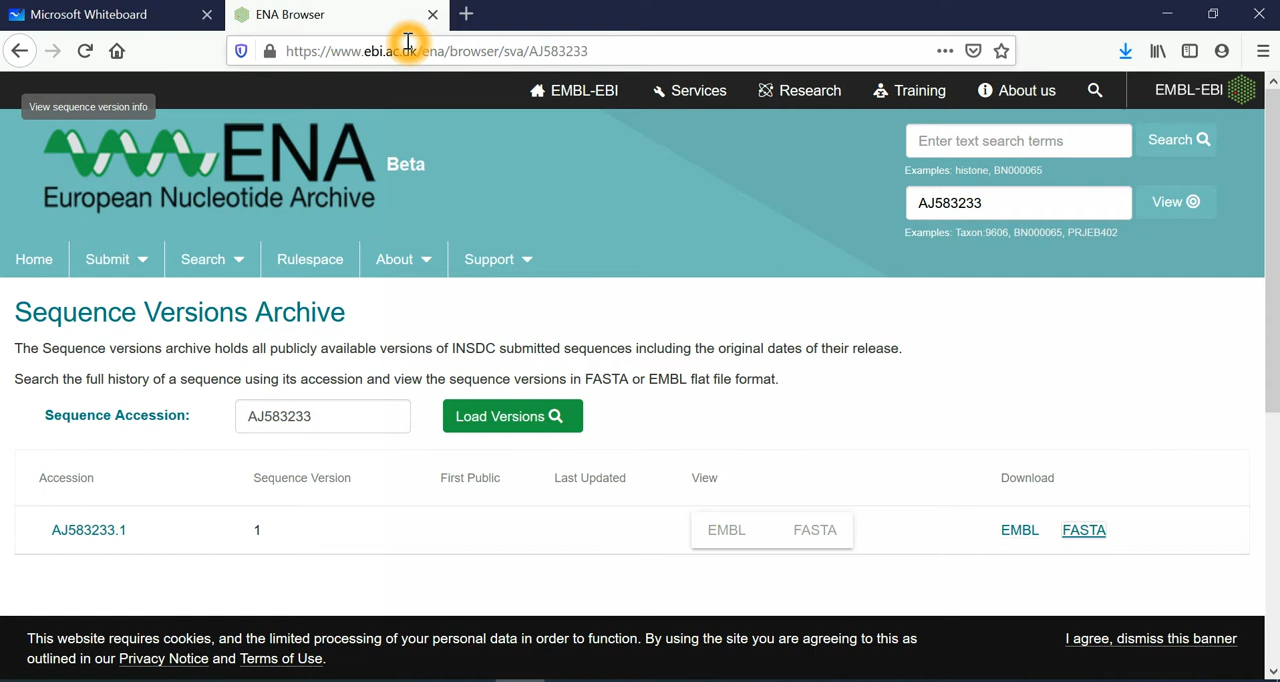 Microsoft Whiteboard
ENA Browser
https://www.ebi.ac.uk/ena/browser/sva/AJ583233
EMBL-EBI
Services
Research
Training
About us
EMBL-EBI
View sequence version info
ENA
Beta
European Nucleotide Archive
Enter text search terms
Search
Examples: histone, BN000065
AJ583233
View
Examples: Taxon:9606, BN000065, PRJEB402
Home
Submit
Search
Rulespace
About
Support
Sequence Versions Archive
The Sequence versions archive holds all publicly available versions of INSDC submitted sequences including the original dates of their release.
Search the full history of a sequence using its accession and view the sequence versions in FASTA or EMBL flat file format.
Sequence Accession:
AJ583233
Load Versions
Accession Sequence Version First Public Last Updated View Download
AJ583233.1 1 EMBL FASTA EMBL FASTA
This website requires cookies, and the limited processing of your personal data in order to function. By using the site you are agreeing to this as
outlined in our Privacy Notice and Terms of Use.
I agree, dismiss this banner